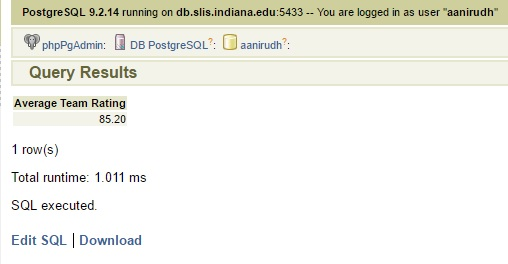 PostgreSQL 9.2.14 running on db.slis.indiana.edu:5433 -- You are logged in as user "aanirudh"
phpPgAdmin: DB PostgreSQL?: aanirudh?:
Query Results
Average Team Rating
85.20
1 row(s)
Total runtime: 1.011 ms
SQL executed.
Edit SQL | Download